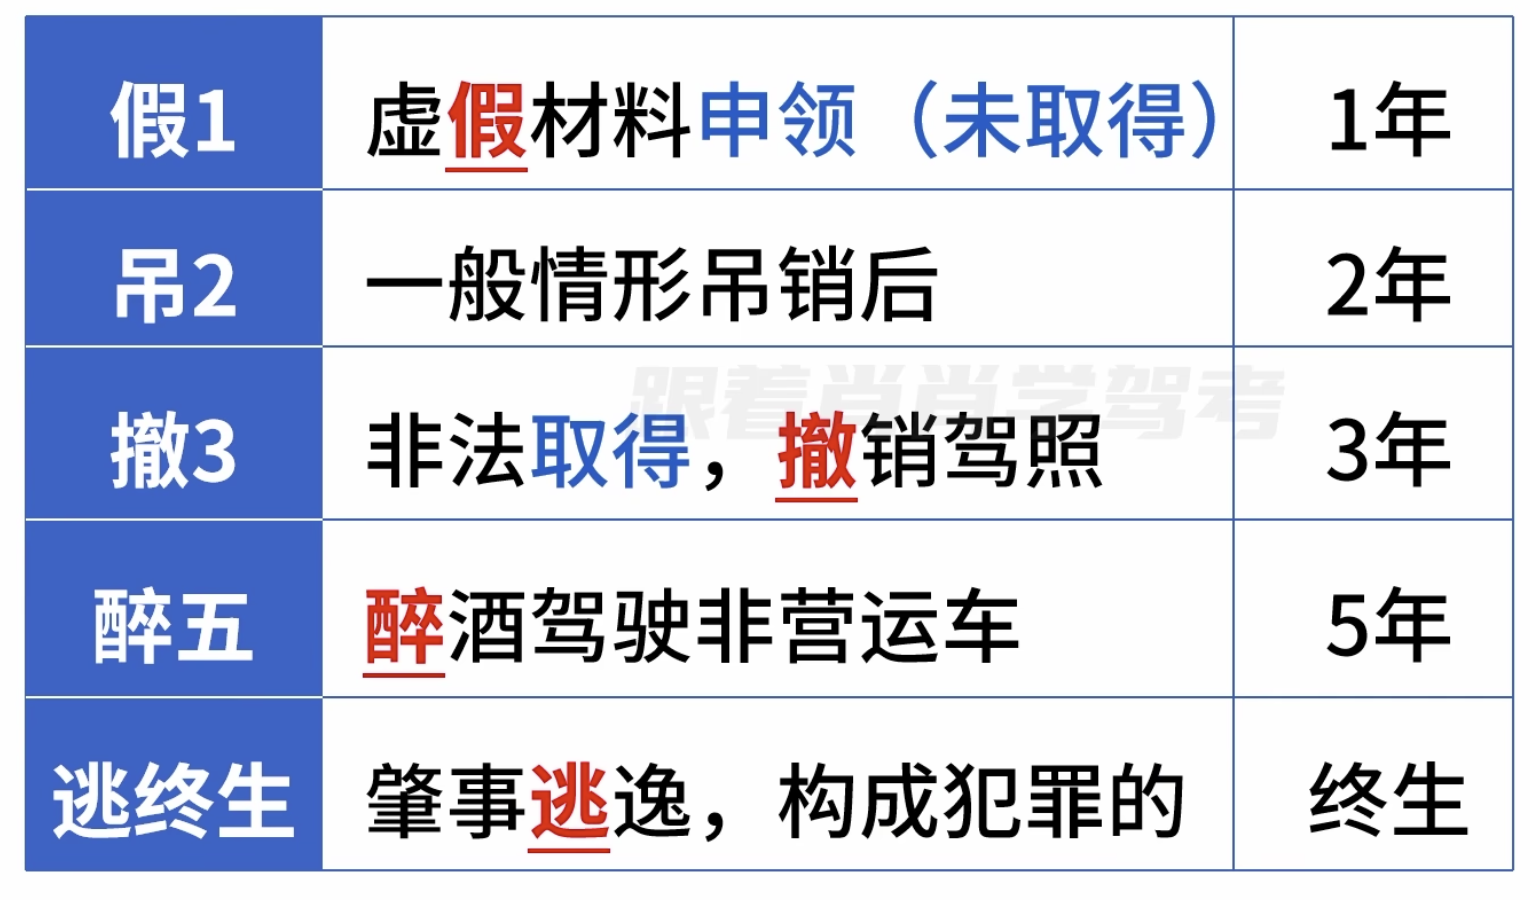 假1 虚假材料申领（未取得） 1年
吊2 一般情形吊销后 2年
跟着肖肖学驾考
撤3 非法取得，撤销驾照 3年
醉五 醉酒驾驶非营运车 5年
逃终生 肇事逃逸，构成犯罪的 终生